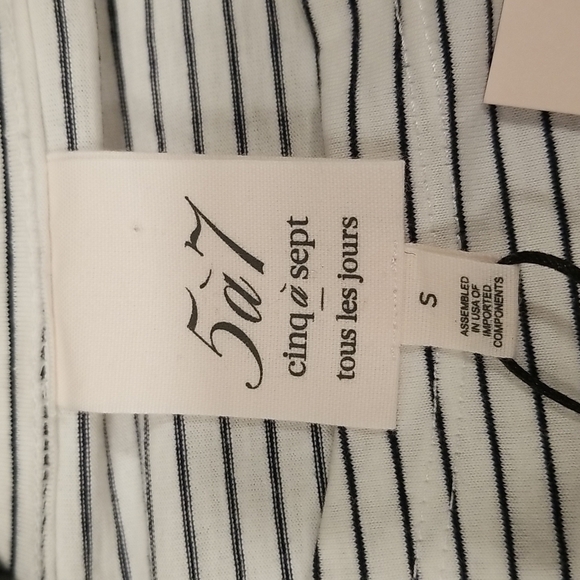 5à7
cinq à sept
tous les jours
S
ASSEMBLED
IN USA OF
IMPORTED
COMPONENTS